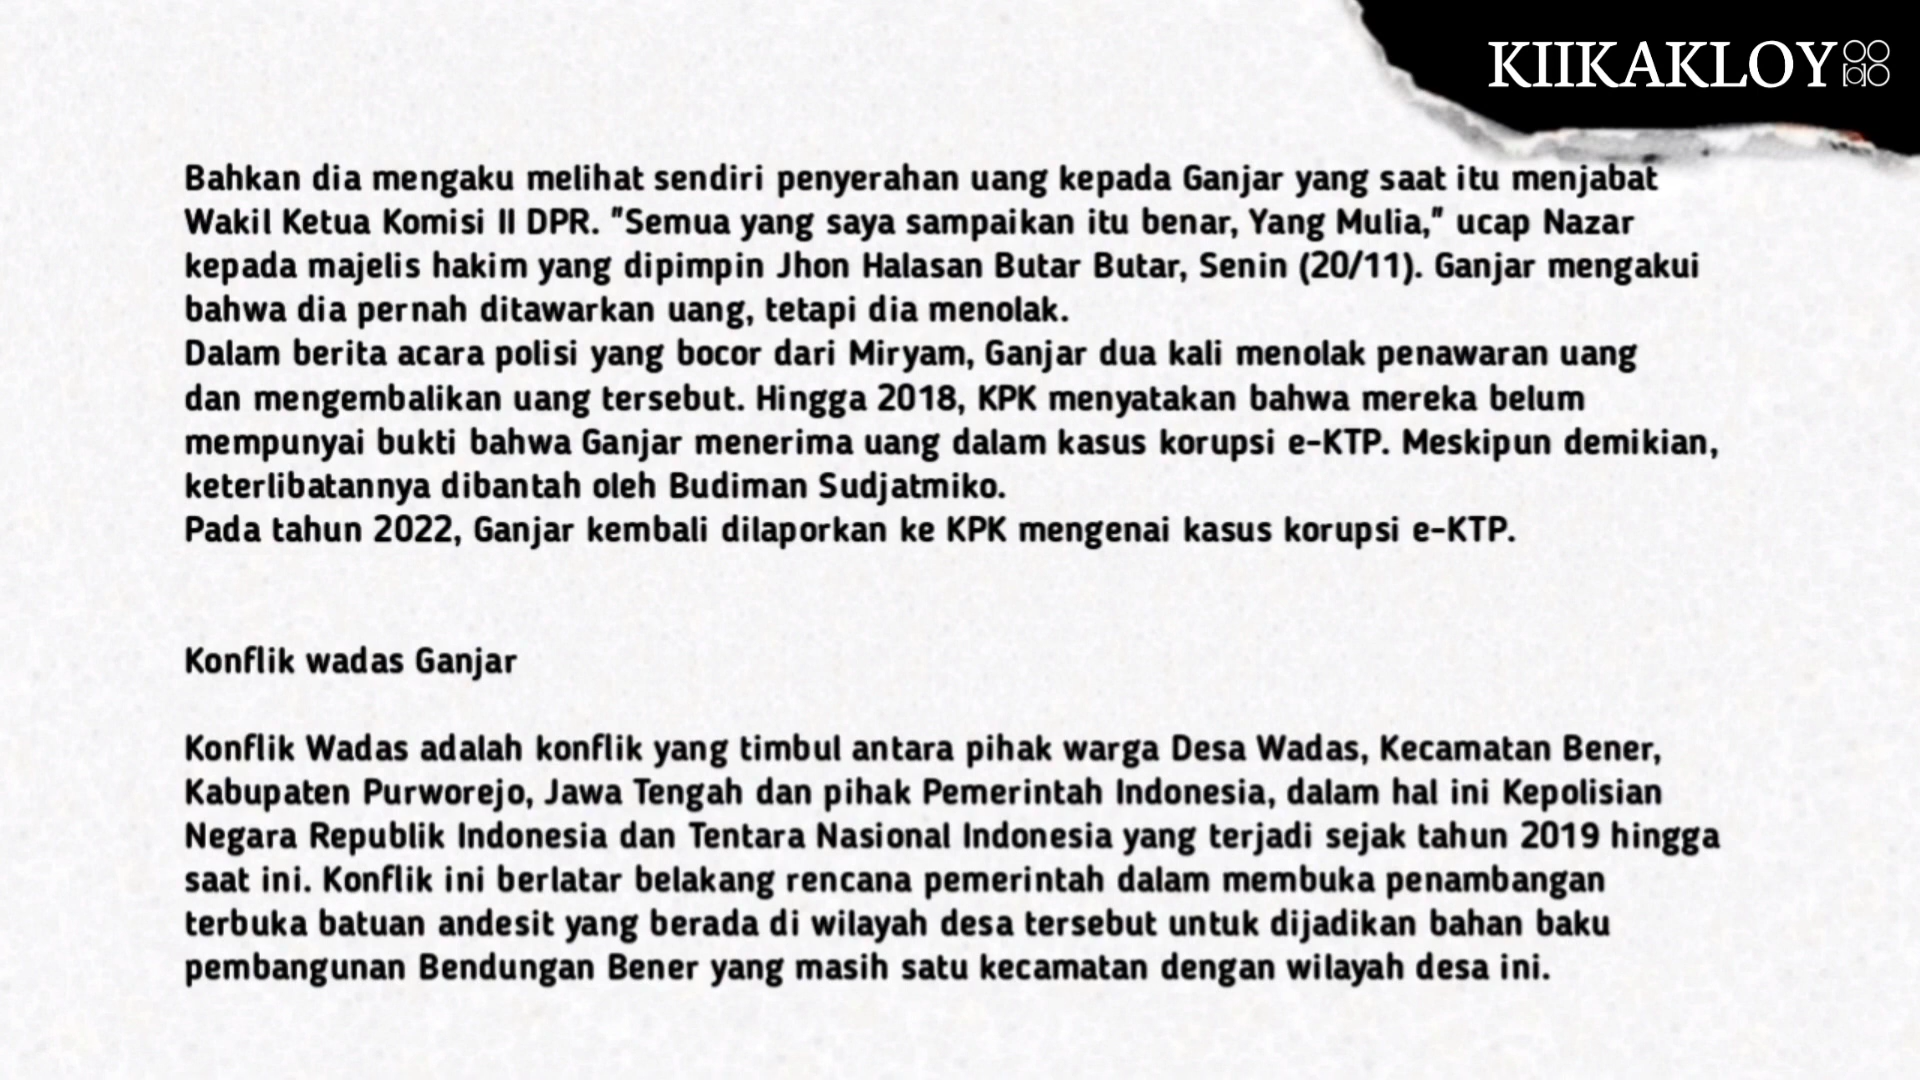 KIIKAKLOY
Bahkan dia mengaku melihat sendiri penyerahan uang kepada Ganjar yang saat itu menjabat
Wakil Ketua Komisi II DPR. "Semua yang saya sampaikan itu benar, Yang Mulia," ucap Nazar
kepada majelis hakim yang dipimpin Jhon Halasan Butar Butar, Senin (20/11). Ganjar mengakui
bahwa dia pernah ditawarkan uang, tetapi dia menolak.
Dalam berita acara polisi yang bocor dari Miryam, Ganjar dua kali menolak penawaran uang
dan mengembalikan uang tersebut. Hingga 2018, KPK menyatakan bahwa mereka belum
mempunyai bukti bahwa Ganjar menerima uang dalam kasus korupsi e-KTP. Meskipun demikian,
keterlibatannya dibantah oleh Budiman Sudjatmiko.
Pada tahun 2022, Ganjar kembali dilaporkan ke KPK mengenai kasus korupsi e-KTP.
Konflik wadas Ganjar
Konflik Wadas adalah konflik yang timbul antara pihak warga Desa Wadas, Kecamatan Bener,
Kabupaten Purworejo, Jawa Tengah dan pihak Pemerintah Indonesia, dalam hal ini Kepolisian
Negara Republik Indonesia dan Tentara Nasional Indonesia yang terjadi sejak tahun 2019 hingga
saat ini. Konflik ini berlatar belakang rencana pemerintah dalam membuka penambangan
terbuka batuan andesit yang berada di wilayah desa tersebut untuk dijadikan bahan baku
pembangunan Bendungan Bener yang masih satu kecamatan dengan wilayah desa ini.